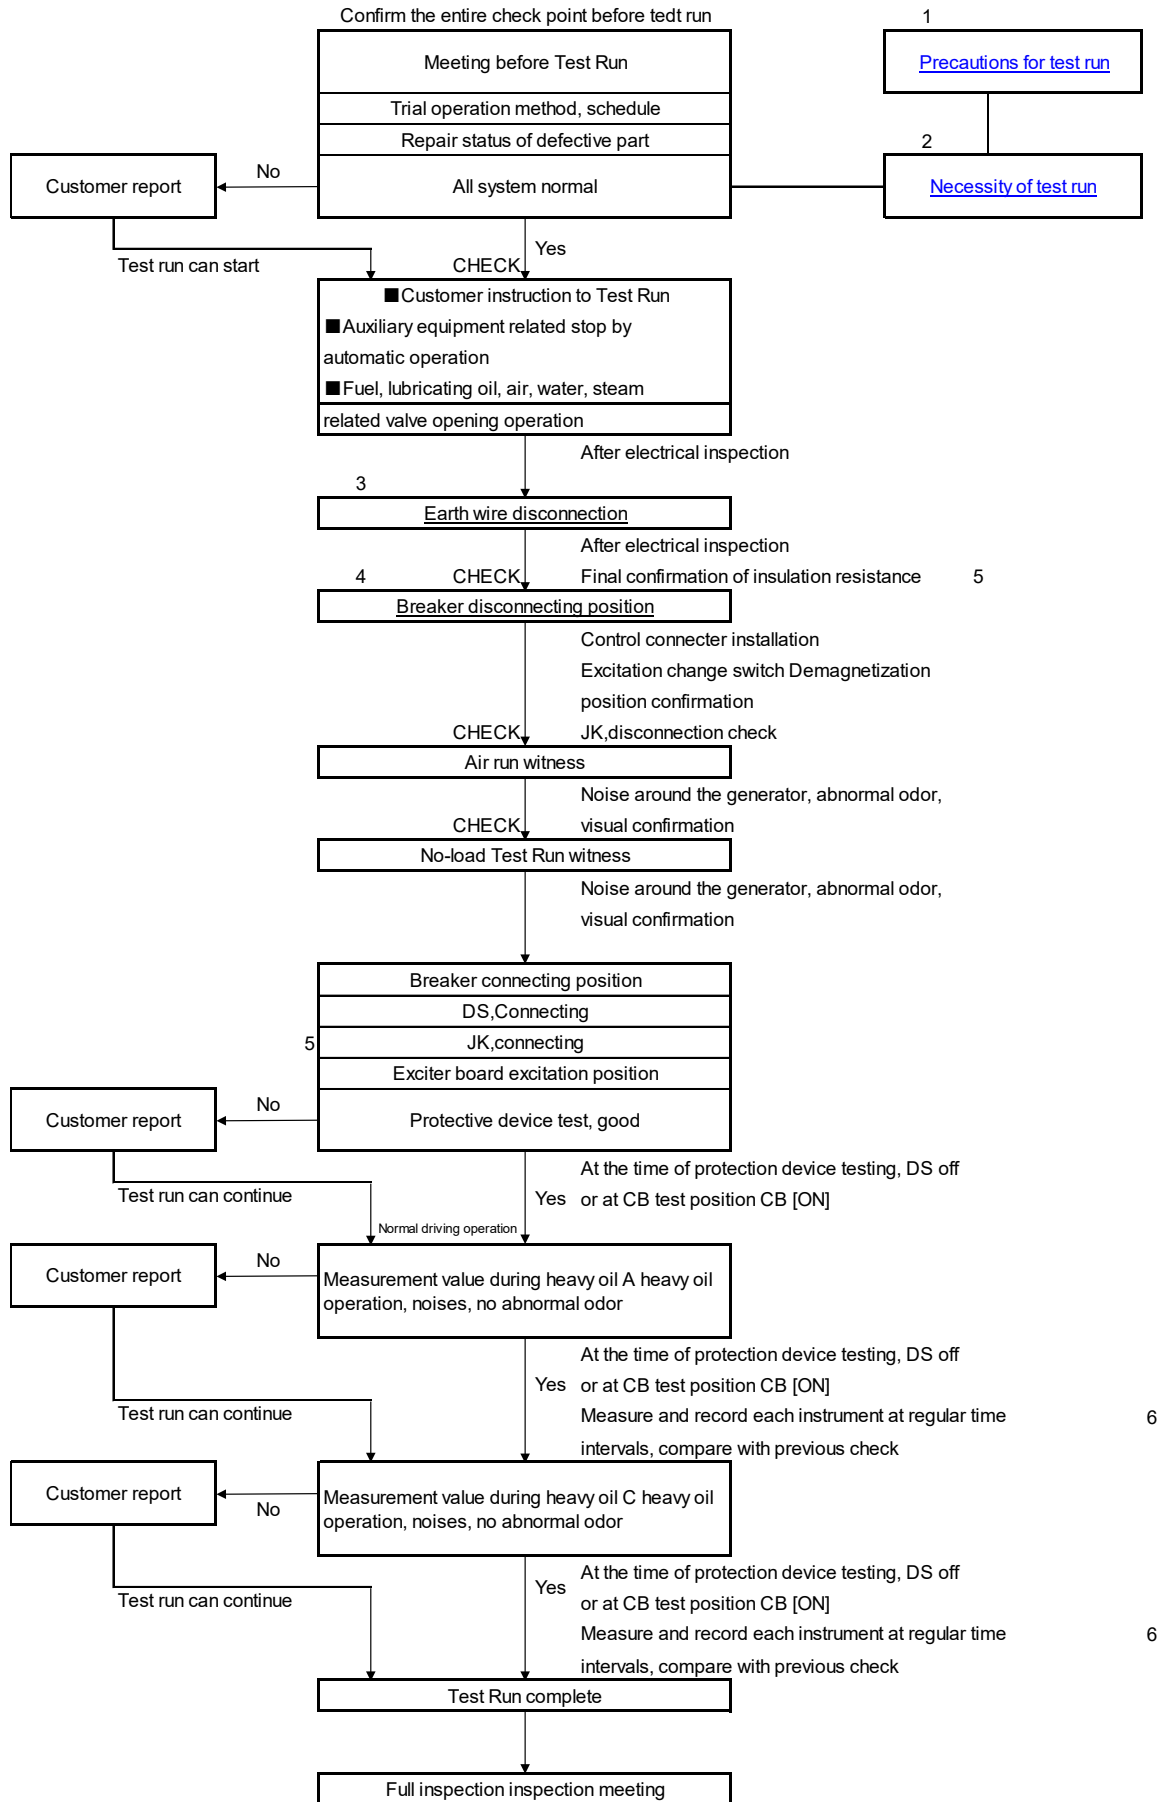 Confirm the entire check point before tedt run
1
Meeting before Test Run
Precautions for test run
Trial operation method, schedule
Repair status of defective part
2
Customer report
No
All system normal
Necessity of test run
Yes
Test run can start
CHECK
■Customer instruction to Test Run
■Auxiliary equipment related stop by
automatic operation
■Fuel, lubricating oil, air, water, steam
related valve opening operation
After electrical inspection
3
Earth wire disconnection
After electrical inspection
4
CHECK
Final confirmation of insulation resistance
5
Breaker disconnecting position
Control connecter installation
Excitation change switch Demagnetization
position confirmation
CHECK
JK,disconnection check
Air run witness
Noise around the generator, abnormal odor,
CHECK
visual confirmation
No-load Test Run witness
Noise around the generator, abnormal odor,
visual confirmation
Breaker connecting position
DS,Connecting
5
JK,connecting
Exciter board excitation position
Customer report
No
Protective device test, good
At the time of protection device testing, DS off
Test run can continue
Yes
or at CB test position CB [ON]
Normal driving operation
Customer report
No
Measurement value during heavy oil A heavy oil
operation, noises, no abnormal odor
At the time of protection device testing, DS off
Yes
or at CB test position CB [ON]
Test run can continue
Measure and record each instrument at regular time
6
intervals, compare with previous check
Customer report
No
Measurement value during heavy oil C heavy oil
operation, noises, no abnormal odor
At the time of protection device testing, DS off
Yes
Test run can continue
or at CB test position CB [ON]
Measure and record each instrument at regular time
6
intervals, compare with previous check
Test Run complete
Full inspection inspection meeting